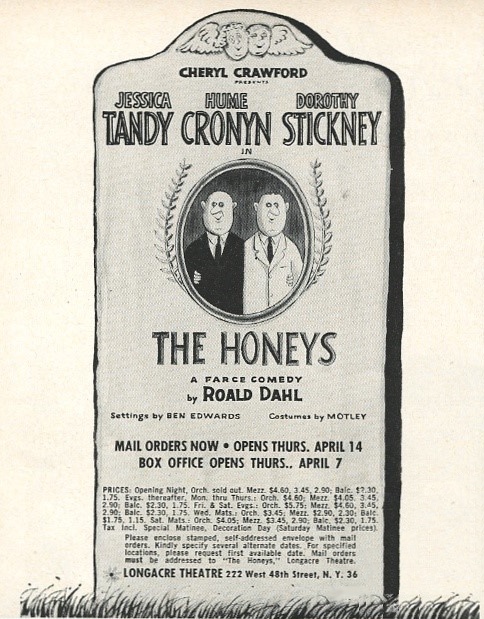 CHERYL CRAWFORD
PRESENTS
JESSICA HUME DOROTHY
TANDY CRONYN STICKNEY
IN
THE HONEYS
A FARCE COMEDY
by ROALD DAHL
Settings by BEN EDWARDS Costumes by MOTLEY
MAIL ORDERS NOW • OPENS THURS. APRIL 14
BOX OFFICE OPENS THURS., APRIL 7
PRICES: Opening Night, Orch. sold out. Mezz. $4.60, 3.45, 2.90; Balc. $2.30,
1.75. Evgs. thereafter, Mon. thru Thurs.: Orch. $4.60; Mezz. $4.05, 3.45,
2.90; Balc. $2.30, 1.75. Fri. & Sat. Evgs.: Orch. $5.75; Mezz. $4.60, 3.45,
2.90; Balc. $2.30, 1.75. Wed. Mats.: Orch. $3.45; Mezz. $2.90, 2.30; Balc.
$1.75, 1.15. Sat. Mats.: Orch. $4.05; Mezz. $3.45, 2.90; Balc. $2.30, 1.75.
Tax Incl. Special Matinee, Decoration Day (Saturday Matinee prices).
Please enclose stamped, self-addressed envelope with mail
orders. Kindly specify several alternate dates. For specified
locations, please request first available date. Mail orders
must be addressed to "The Honeys," Longacre Theatre.
LONGACRE THEATRE 222 West 48th Street, N. Y. 36